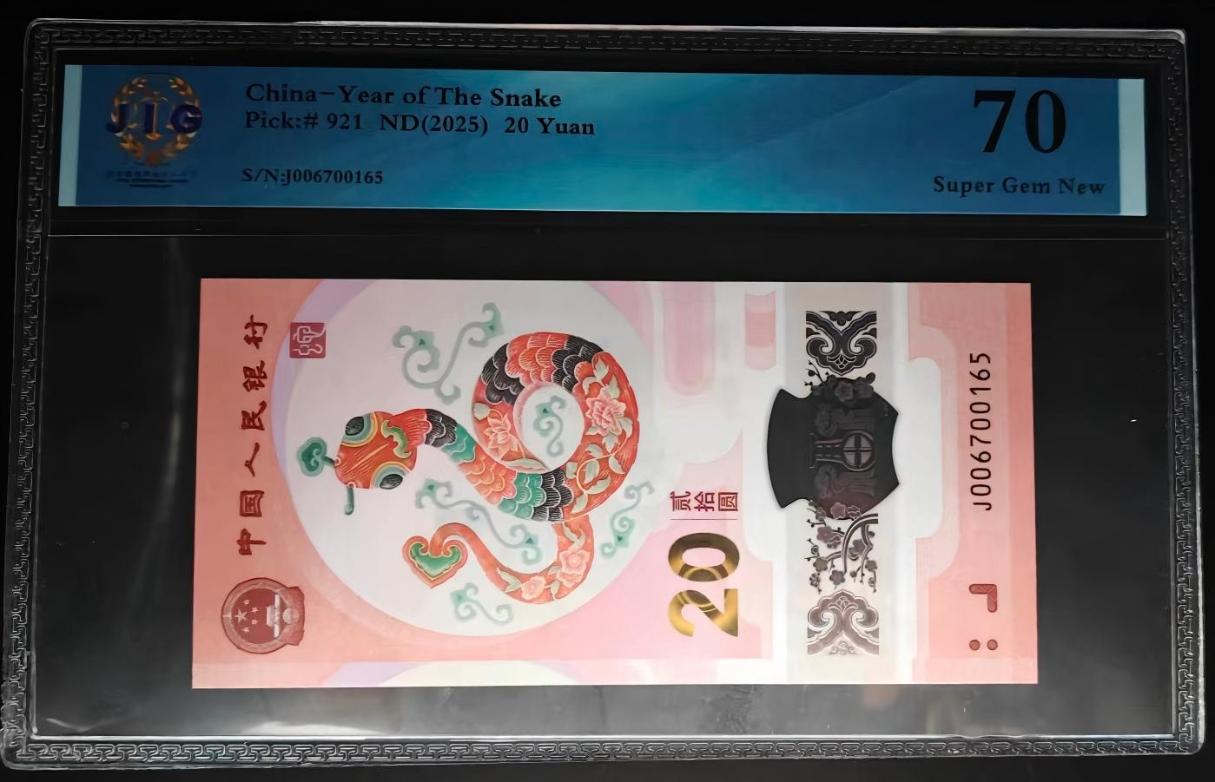 JIG
China-Year of The Snake
Pick:# 921 ND(2025) 20 Yuan
S/N:J006700165
70
Super Gem New
中国人民银行
贰拾圆
20
J006700165